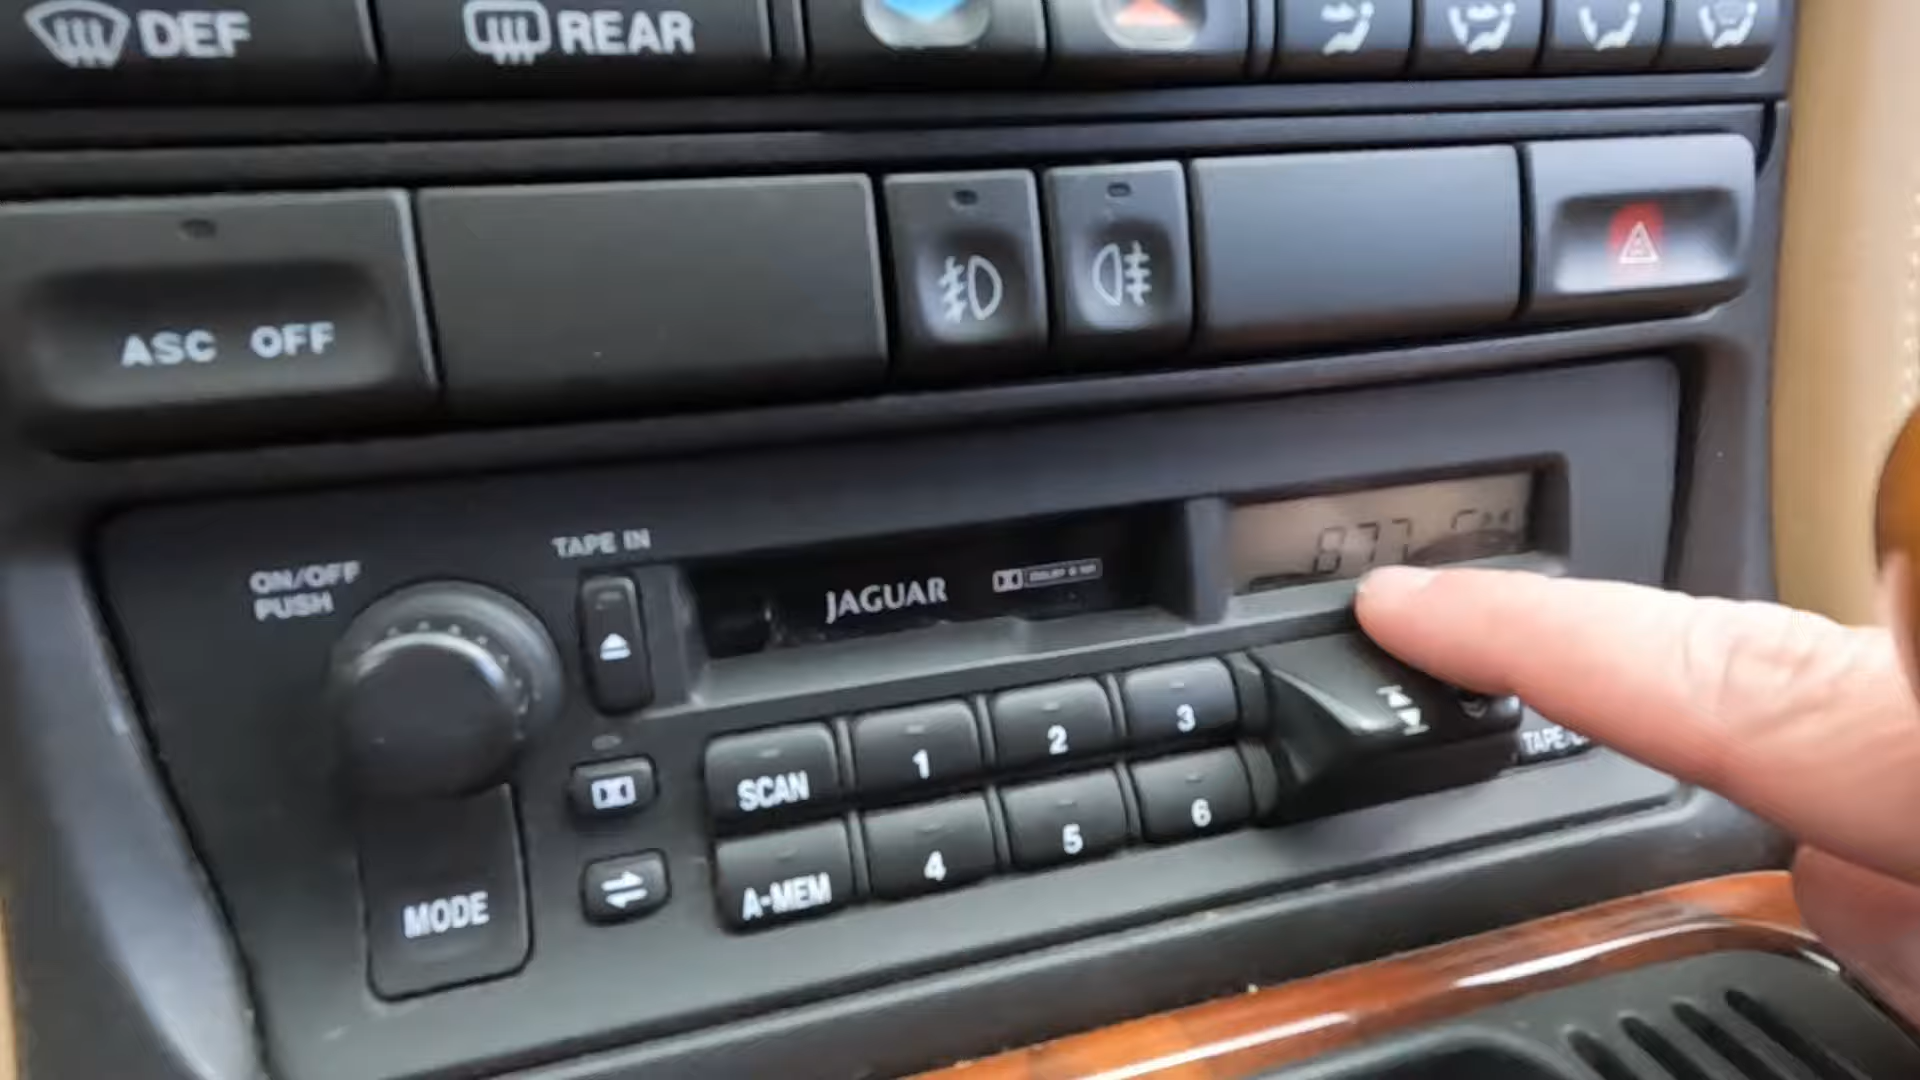 DEF
REAR
ASC OFF
ON/OFF
PUSH
TAPE IN
JAGUAR
877
SCAN
1
2
3
A-MEM
4
5
6
MODE